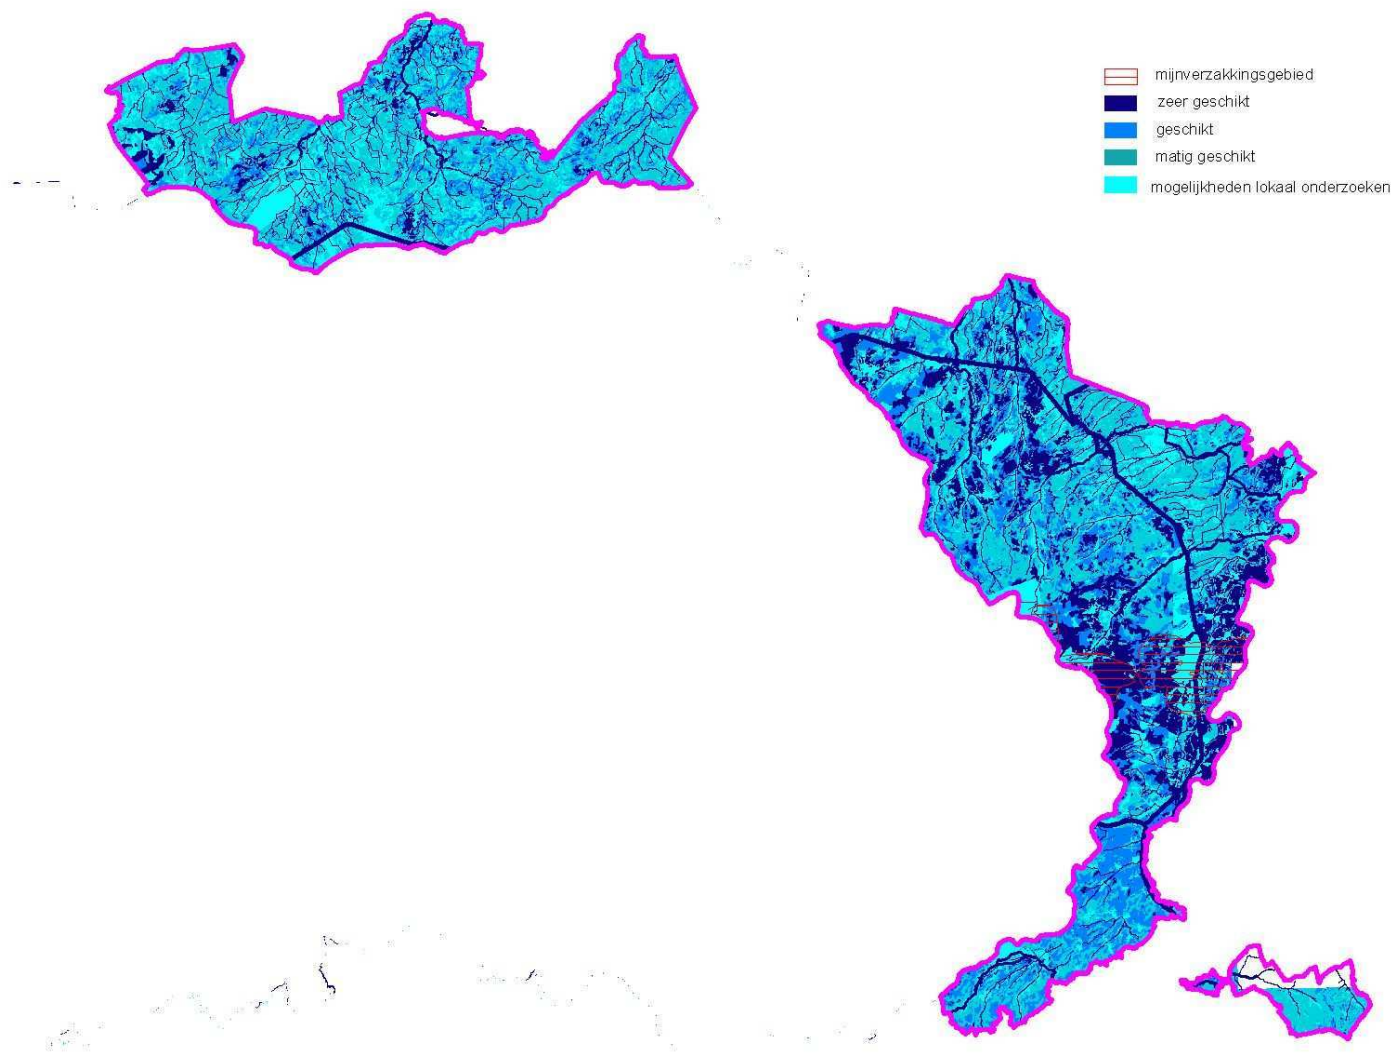 mijnverzakkingsgebied
zeer geschikt
geschikt
matig geschikt
mogelijkheden lokaal onderzoeken